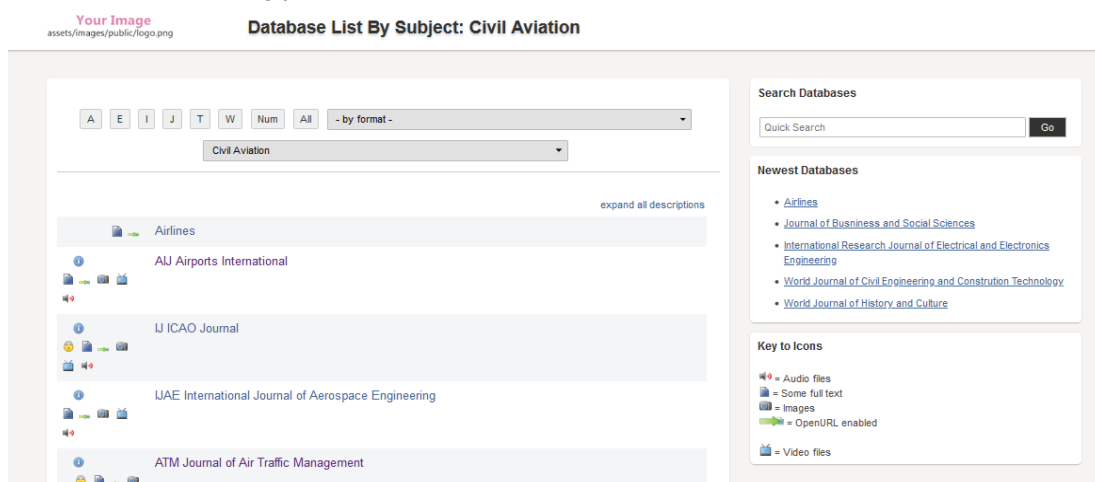 Your Image
assets/images/public/logo.png
Database List By Subject: Civil Aviation
A E I J T W Num All - by format -
Civil Aviation
expand all descriptions
Airlines
AIJ Airports International
IJ ICAO Journal
IJAE International Journal of Aerospace Engineering
ATM Journal of Air Traffic Management
Search Databases
Quick Search Go
Newest Databases
• Airlines
• Journal of Busniness and Social Sciences
• International Research Journal of Electrical and Electronics
Engineering
• World Journal of Civil Engineering and Constrution Technology
• World Journal of History and Culture
Key to Icons
= Audio files
= Some full text
= Images
= OpenURL enabled
= Video files